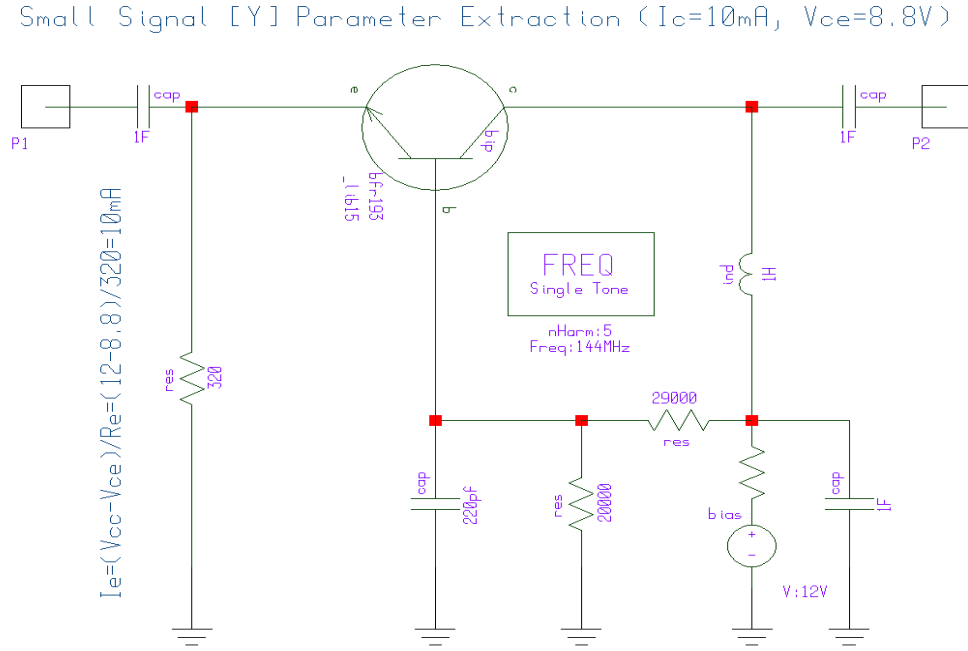 Small Signal [Y] Parameter Extraction (Ic=10mA, Vce=8.8V)
P1
cap
1F
e
c
b
bip
bfr193
_lib15
cap
1F
P2
Ie=(Vcc-Vce)/Re=(12-8.8)/320=10mA
res
320
FREQ
Single Tone
nHarm:5
Freq:144MHz
ind
H1
29000
res
cap
220pf
res
20000
bias
+
-
V:12V
cap
1F